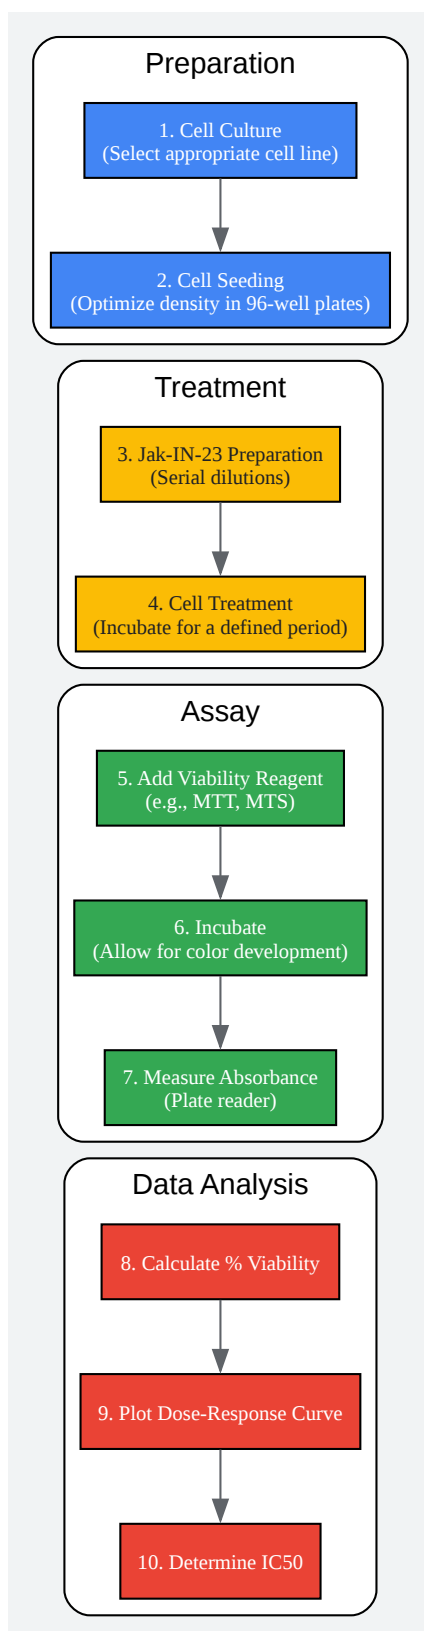 Preparation
1. Cell Culture
(Select appropriate cell line)
2. Cell Seeding
(Optimize density in 96-well plates)
Treatment
3. Jak-IN-23 Preparation
(Serial dilutions)
4. Cell Treatment
(Incubate for a defined period)
Assay
5. Add Viability Reagent
(e.g., MTT, MTS)
6. Incubate
(Allow for color development)
7. Measure Absorbance
(Plate reader)
Data Analysis
8. Calculate % Viability
9. Plot Dose-Response Curve
10. Determine IC50